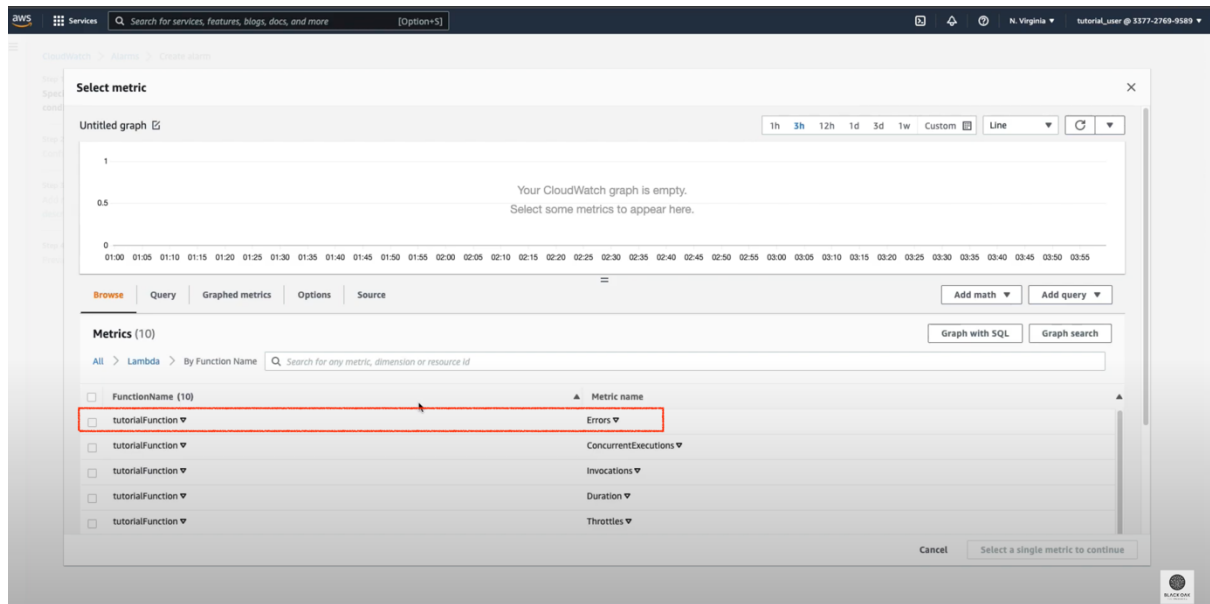 aws Services Search for services, features, blogs, docs, and more [Option+S] N. Virginia tutorial_user @ 3377-2769-9589
CloudWatch > Alarms > Create alarm
Select metric
Untitled graph 1h 3h 12h 1d 3d 1w Custom Line
1
Your CloudWatch graph is empty.
0.5
Select some metrics to appear here.
0
01:00 01:05 01:10 01:15 01:20 01:25 01:30 01:35 01:40 01:45 01:50 01:55 02:00 02:05 02:10 02:15 02:20 02:25 02:30 02:35 02:40 02:45 02:50 02:55 03:00 03:05 03:10 03:15 03:20 03:25 03:30 03:35 03:40 03:45 03:50 03:55
Browse Query Graphed metrics Options Source Add math Add query
Metrics (10) Graph with SQL Graph search
All > Lambda > By Function Name Search for any metric, dimension or resource id
FunctionName (10) Metric name
tutorialFunction Errors
tutorialFunction ConcurrentExecutions
tutorialFunction Invocations
tutorialFunction Duration
tutorialFunction Throttles
Cancel Select a single metric to continue
BLACK OAK